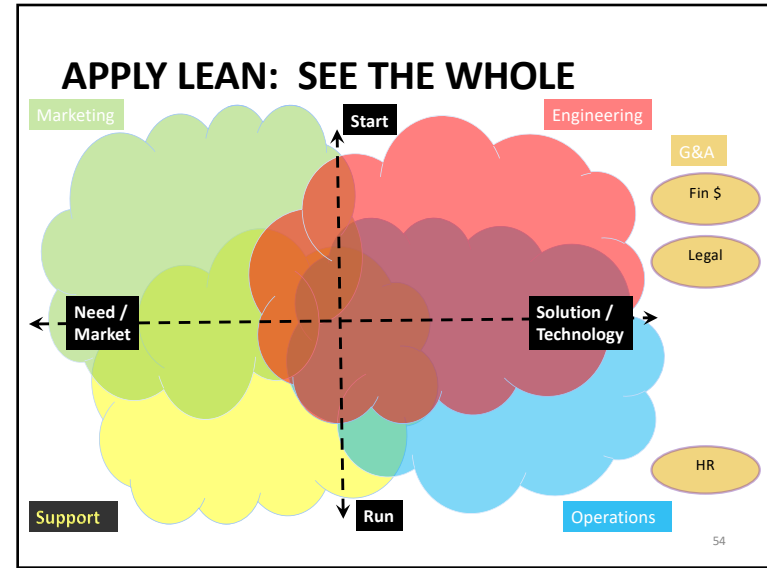 APPLY LEAN: SEE THE WHOLE
Marketing
Start
Engineering
G&A
Fin $
Legal
Need /
Market
Solution /
Technology
HR
Support
Run
Operations
54